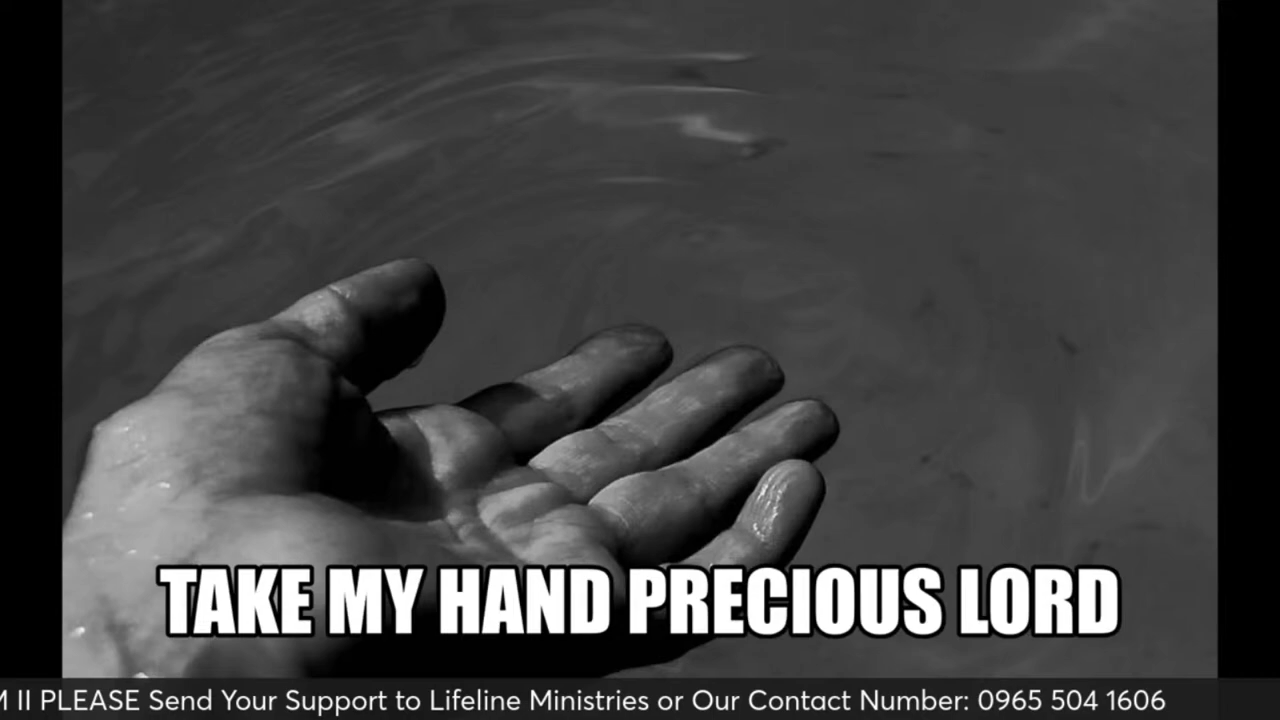 TAKE MY HAND PRECIOUS LORD
M II PLEASE Send Your Support to Lifeline Ministries or Our Contact Number: 0965 504 1606